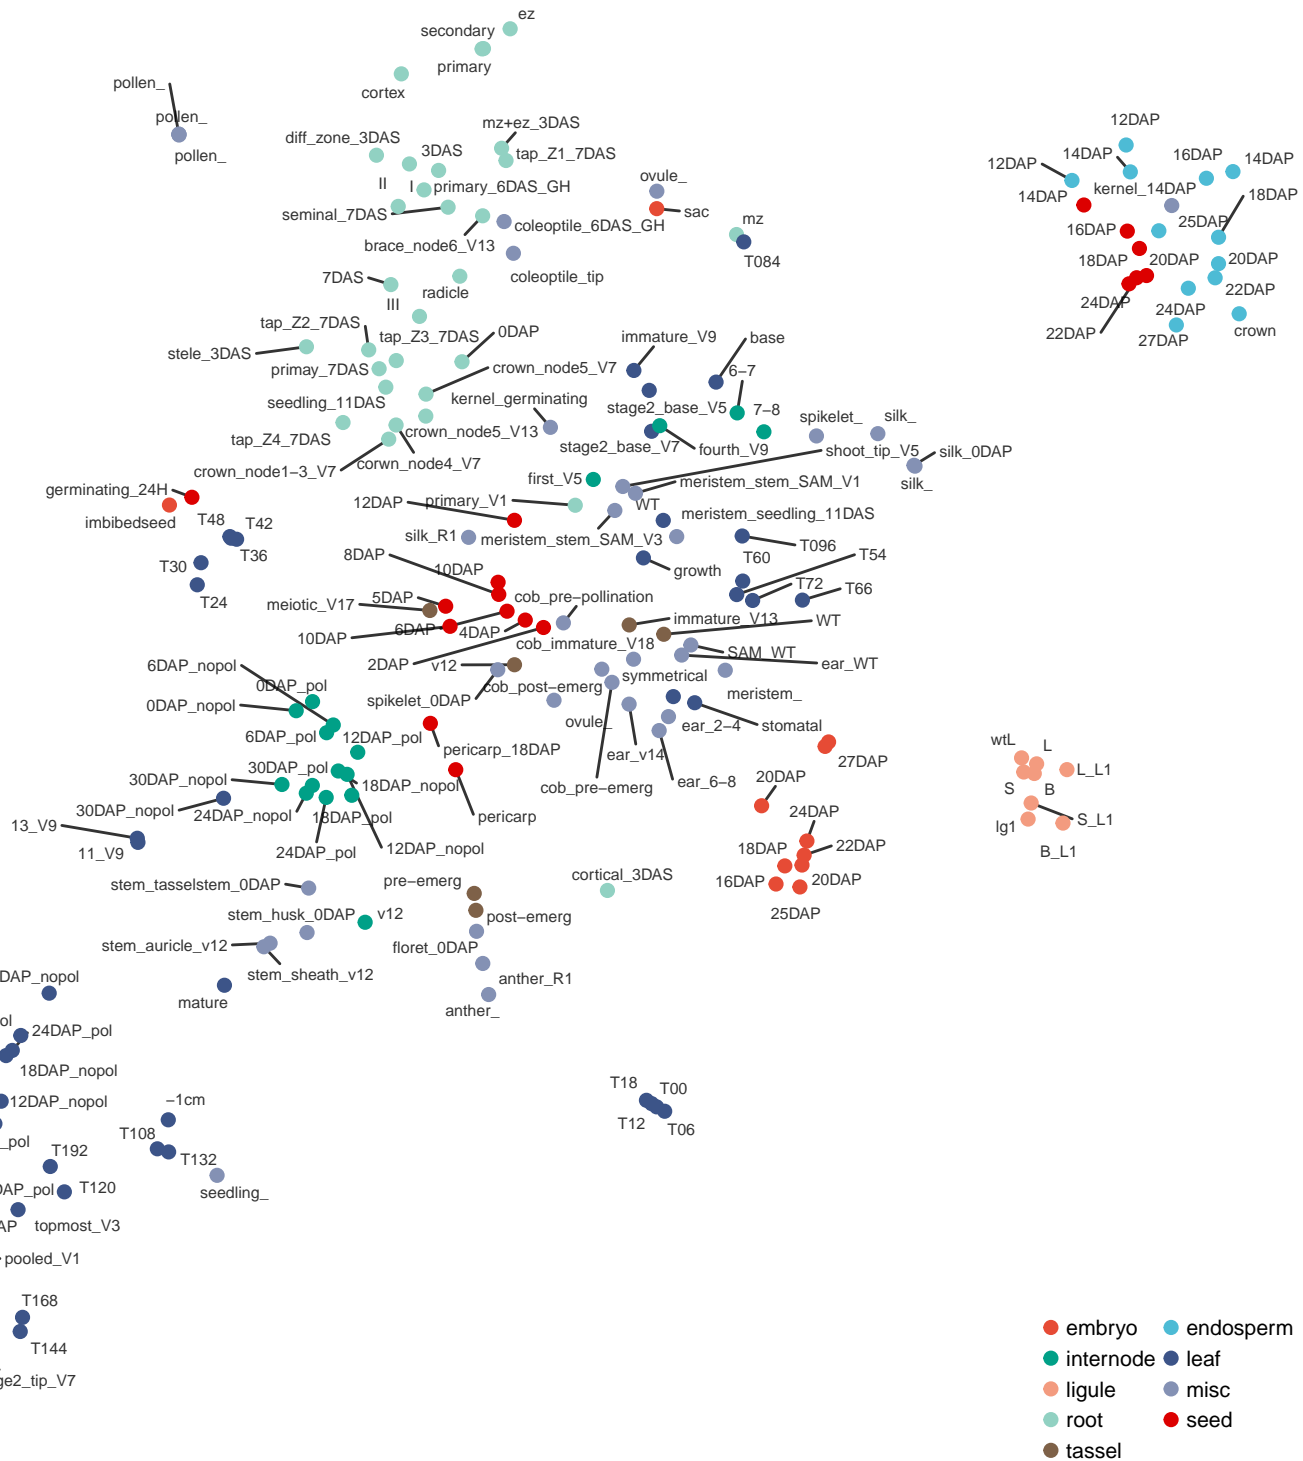 ez
secondary
primary
cortex
pollen_
pollen_
pollen_
diff_zone_3DAS
3DAS
mz+ez_3DAS
tap_Z1_7DAS
II
I
primary_6DAS_GH
seminal_7DAS
brace_node6_V13
coleoptile_6DAS_GH
coleoptile_tip
ovule_
sac
mz
T084
12DAP
12DAP
14DAP
16DAP
14DAP
14DAP
kernel_14DAP
18DAP
16DAP
25DAP
18DAP
20DAP
20DAP
24DAP
22DAP
24DAP
22DAP
27DAP
crown
7DAS
III
radicle
tap_Z2_7DAS
tap_Z3_7DAS
0DAP
stele_3DAS
primay_7DAS
crown_node5_V7
seedling_11DAS
kernel_germinating
tap_Z4_7DAS
crown_node5_V13
crown_node1−3_V7
corwn_node4_V7
immature_V9
base
6−7
stage2_base_V5
7−8
stage2_base_V7
fourth_V9
spikelet_
silk_
shoot_tip_V5
silk_0DAP
silk_
germinating_24H
imbibedseed
T48
T42
T36
T30
T24
first_V5
meristem_stem_SAM_V1
12DAP
primary_V1
WT
meristem_seedling_11DAS
silk_R1
meristem_stem_SAM_V3
T096
8DAP
10DAP
growth
T60
T54
T72
T66
5DAP
meiotic_V17
cob_pre−pollination
immature_V13
WT
10DAP
6DAP
4DAP
cob_immature_V18
SAM_WT
2DAP
v12
ear_WT
6DAP_nopol
0DAP_pol
spikelet_0DAP
cob_post−emerg
symmetrical
meristem_
0DAP_nopol
ovule_
ear_2−4
stomatal
6DAP_pol
12DAP_pol
pericarp_18DAP
ear_v14
27DAP
30DAP_nopol
30DAP_pol
18DAP_nopol
cob_pre−emerg
ear_6−8
20DAP
30DAP_nopol
24DAP_nopol
18DAP_pol
pericarp
24DAP
13_V9
11_V9
24DAP_pol
12DAP_nopol
18DAP
22DAP
16DAP
20DAP
25DAP
wtL
L
L_L1
S
B
lg1
S_L1
B_L1
stem_tasselstem_0DAP
pre−emerg
cortical_3DAS
stem_husk_0DAP
v12
post−emerg
stem_auricle_v12
floret_0DAP
stem_sheath_v12
anther_R1
mature
anther_
DAP_nopol
ol
24DAP_pol
18DAP_nopol
12DAP_nopol
_pol
−1cm
T108
T132
T192
DAP_pol
T120
seedling_
AP
topmost_V3
pooled_V1
T168
T144
ge2_tip_V7
T18
T00
T12
T06
embryo
endosperm
internode
leaf
ligule
misc
root
seed
tassel